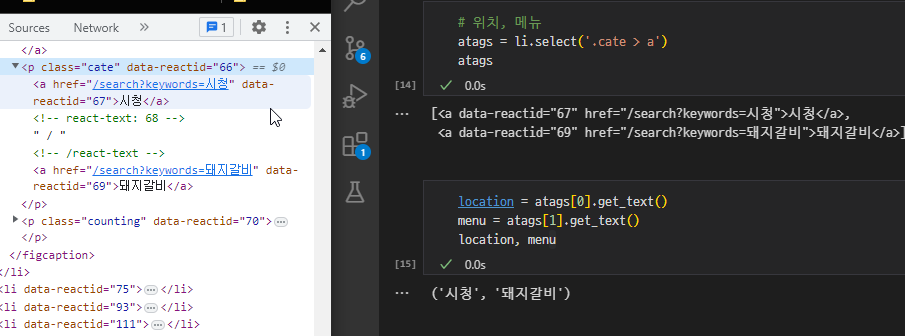 Sources
Network
»
1
</a>
▼<p class="cate" data-reactid="66"> == $0
<a href="/search?keywords=시청" data-
reactid="67">시청</a>
<!-- react-text: 68 -->
" / "
<!-- /react-text -->
<a href="/search?keywords=돼지갈비" data-
reactid="69">돼지갈비</a>
</p>
▶<p class="counting" data-reactid="70">…
</p>
</figcaption>
</li>
<li data-reactid="75">…</li>
<li data-reactid="93">…</li>
<li data-reactid="111">…</li>
6
1
# 위치, 메뉴
atags = li.select('.cate > a')
atags
[14]
✓ 0.0s
...
[<a data-reactid="67" href="/search?keywords=시청">시청</a>,
<a data-reactid="69" href="/search?keywords=돼지갈비">돼지갈비</a>]
location = atags[0].get_text()
menu = atags[1].get_text()
location, menu
[15]
✓ 0.0s
...
('시청', '돼지갈비')